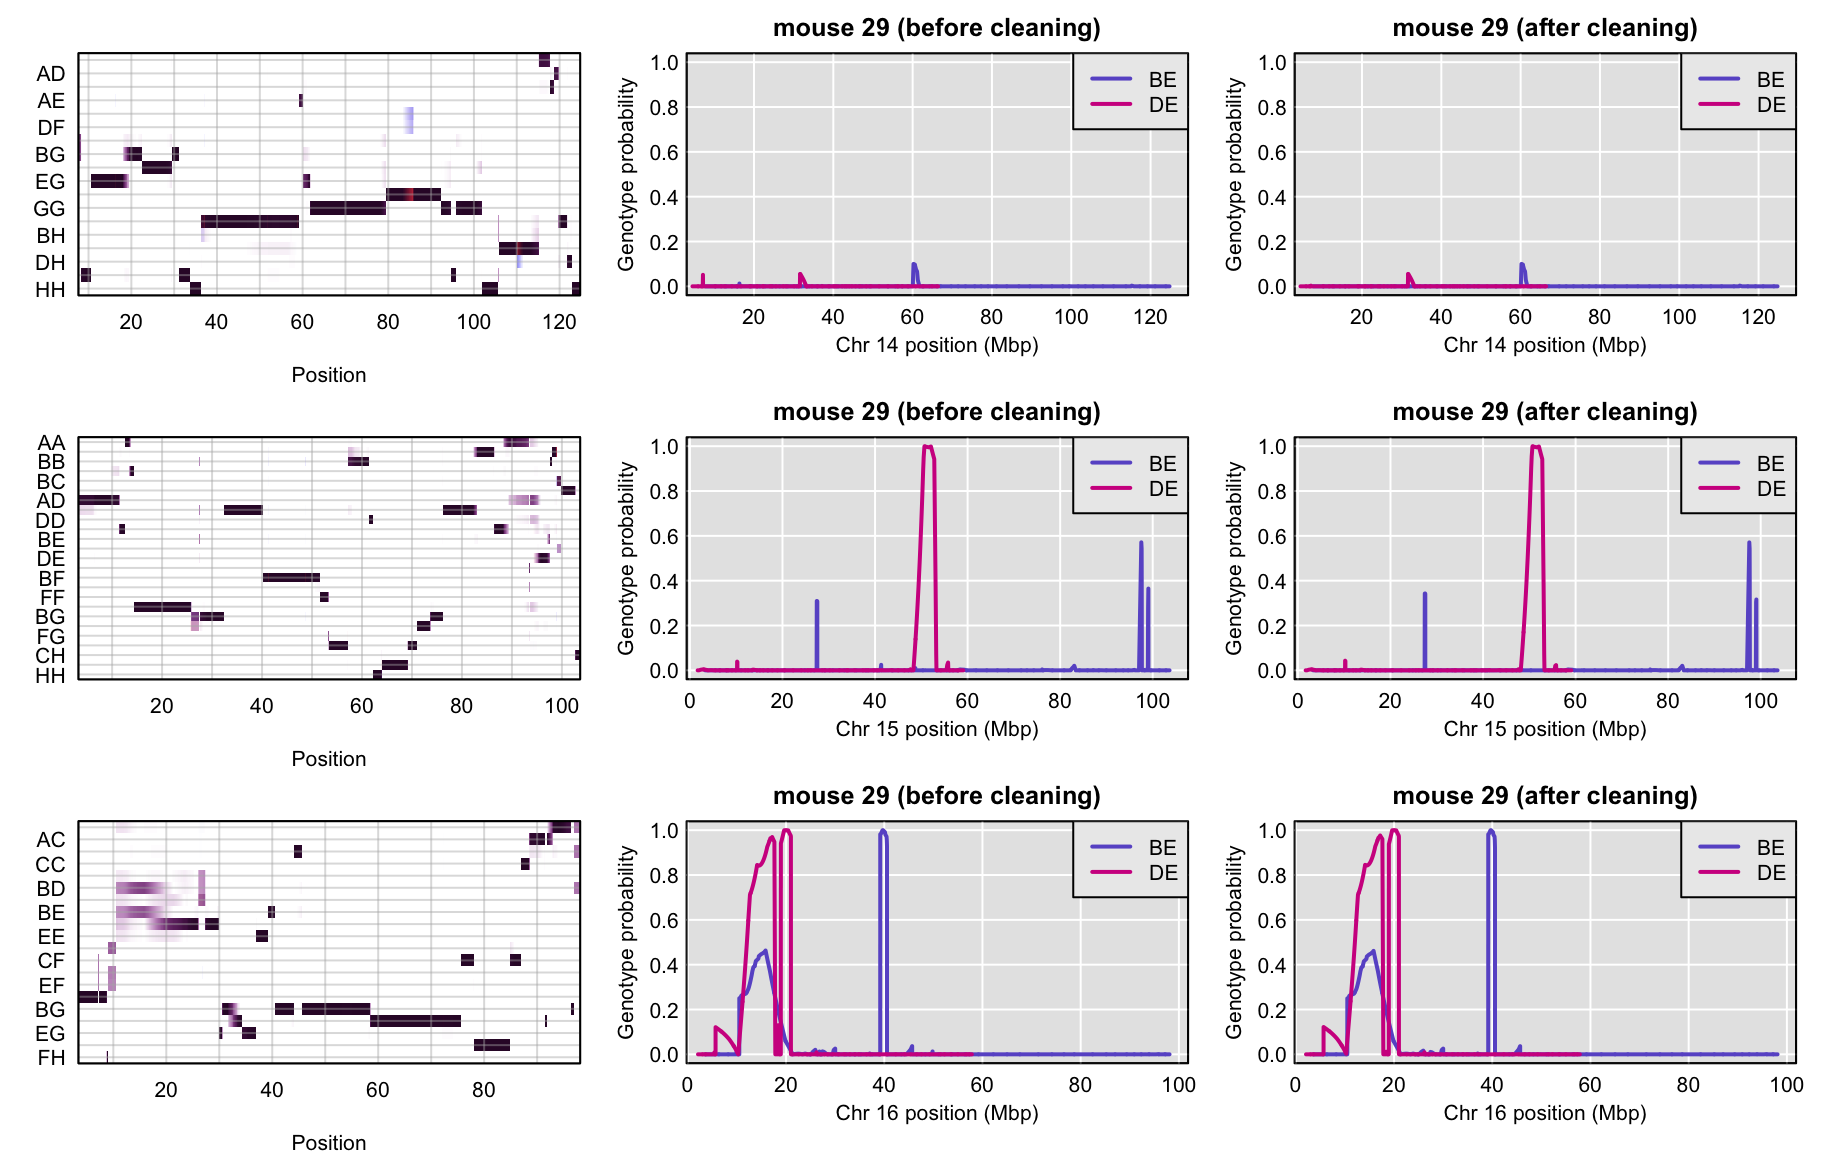 AD
AE
DF
BG
EG
GG
BH
DH
HH
20 40 60 80 100 120
Position
mouse 29 (before cleaning)
Genotype probability
1.0
0.8
0.6
0.4
0.2
0.0
BE
DE
20 40 60 80 100 120
Chr 14 position (Mbp)
mouse 29 (after cleaning)
Genotype probability
1.0
0.8
0.6
0.4
0.2
0.0
BE
DE
20 40 60 80 100 120
Chr 14 position (Mbp)
AA
BB
BC
AD
DD
BE
DE
BF
FF
BG
FG
CH
HH
20 40 60 80 100
Position
mouse 29 (before cleaning)
Genotype probability
1.0
0.8
0.6
0.4
0.2
0.0
BE
DE
0 20 40 60 80 100
Chr 15 position (Mbp)
mouse 29 (after cleaning)
Genotype probability
1.0
0.8
0.6
0.4
0.2
0.0
BE
DE
0 20 40 60 80 100
Chr 15 position (Mbp)
AC
CC
BD
BE
EE
CF
EF
BG
EG
FH
20 40 60 80
Position
mouse 29 (before cleaning)
Genotype probability
1.0
0.8
0.6
0.4
0.2
0.0
BE
DE
0 20 40 60 80 100
Chr 16 position (Mbp)
mouse 29 (after cleaning)
Genotype probability
1.0
0.8
0.6
0.4
0.2
0.0
BE
DE
0 20 40 60 80 100
Chr 16 position (Mbp)